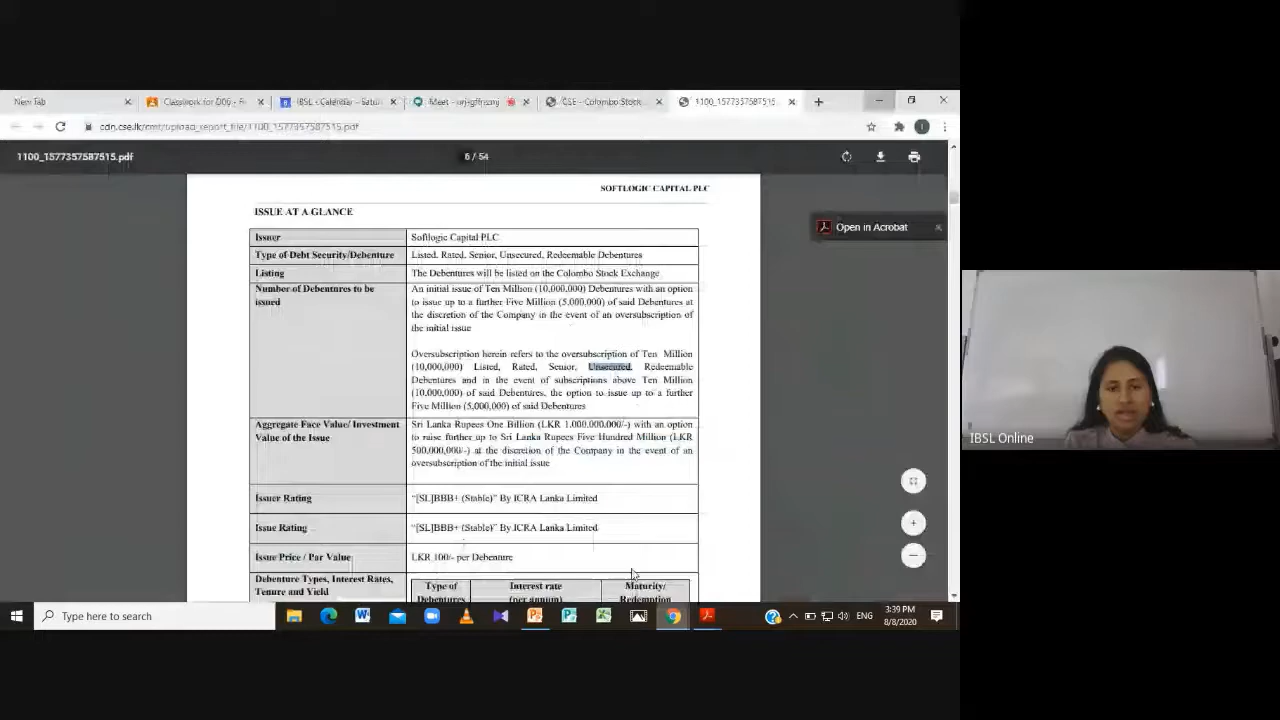 New Tab
Classwork for D06 - F
IBSL - Calendar - Satu
Meet - wrj-gffn
CSE - Colombo Stock
1100_1577357587515.
cdn.cse.lk/cmt/upload_report_file/1100_1577357587515.pdf
1100_1577357587515.pdf
6 / 54
SOFTLOGIC CAPITAL PLC
ISSUE AT A GLANCE
Open in Acrobat
Issuer
Softlogic Capital PLC
Type of Debt Security/Debenture
Listed, Rated, Senior, Unsecured, Redeemable Debentures
Listing
The Debentures will be listed on the Colombo Stock Exchange
Number of Debentures to be
issued
An initial issue of Ten Million (10,000,000) Debentures with an option
to issue up to a further Five Million (5,000,000) of said Debentures at
the discretion of the Company in the event of an oversubscription of
the initial issue
Oversubscription herein refers to the oversubscription of Ten Million
(10,000,000) Listed, Rated, Senior, Unsecured, Redeemable
Debentures and in the event of subscriptions above Ten Million
(10,000,000) of said Debentures, the option to issue up to a further
Five Million (5,000,000) of said Debentures
Aggregate Face Value/ Investment
Value of the Issue
Sri Lanka Rupees One Billion (LKR 1,000,000,000/-) with an option
to raise further up to Sri Lanka Rupees Five Hundred Million (LKR
500,000,000/-) at the discretion of the Company in the event of an
oversubscription of the initial issue
Issuer Rating
"[SL]BBB+ (Stable)" By ICRA Lanka Limited
Issue Rating
"[SL]BBB+ (Stable)" By ICRA Lanka Limited
Issue Price / Par Value
LKR 100/- per Debenture
Debenture Types, Interest Rates,
Tenure and Yield
Type of
Debentures
Interest rate
(per annum)
Maturity/
Redemption
Type here to search
ENG
3:39 PM
8/8/2020
IBSL Online